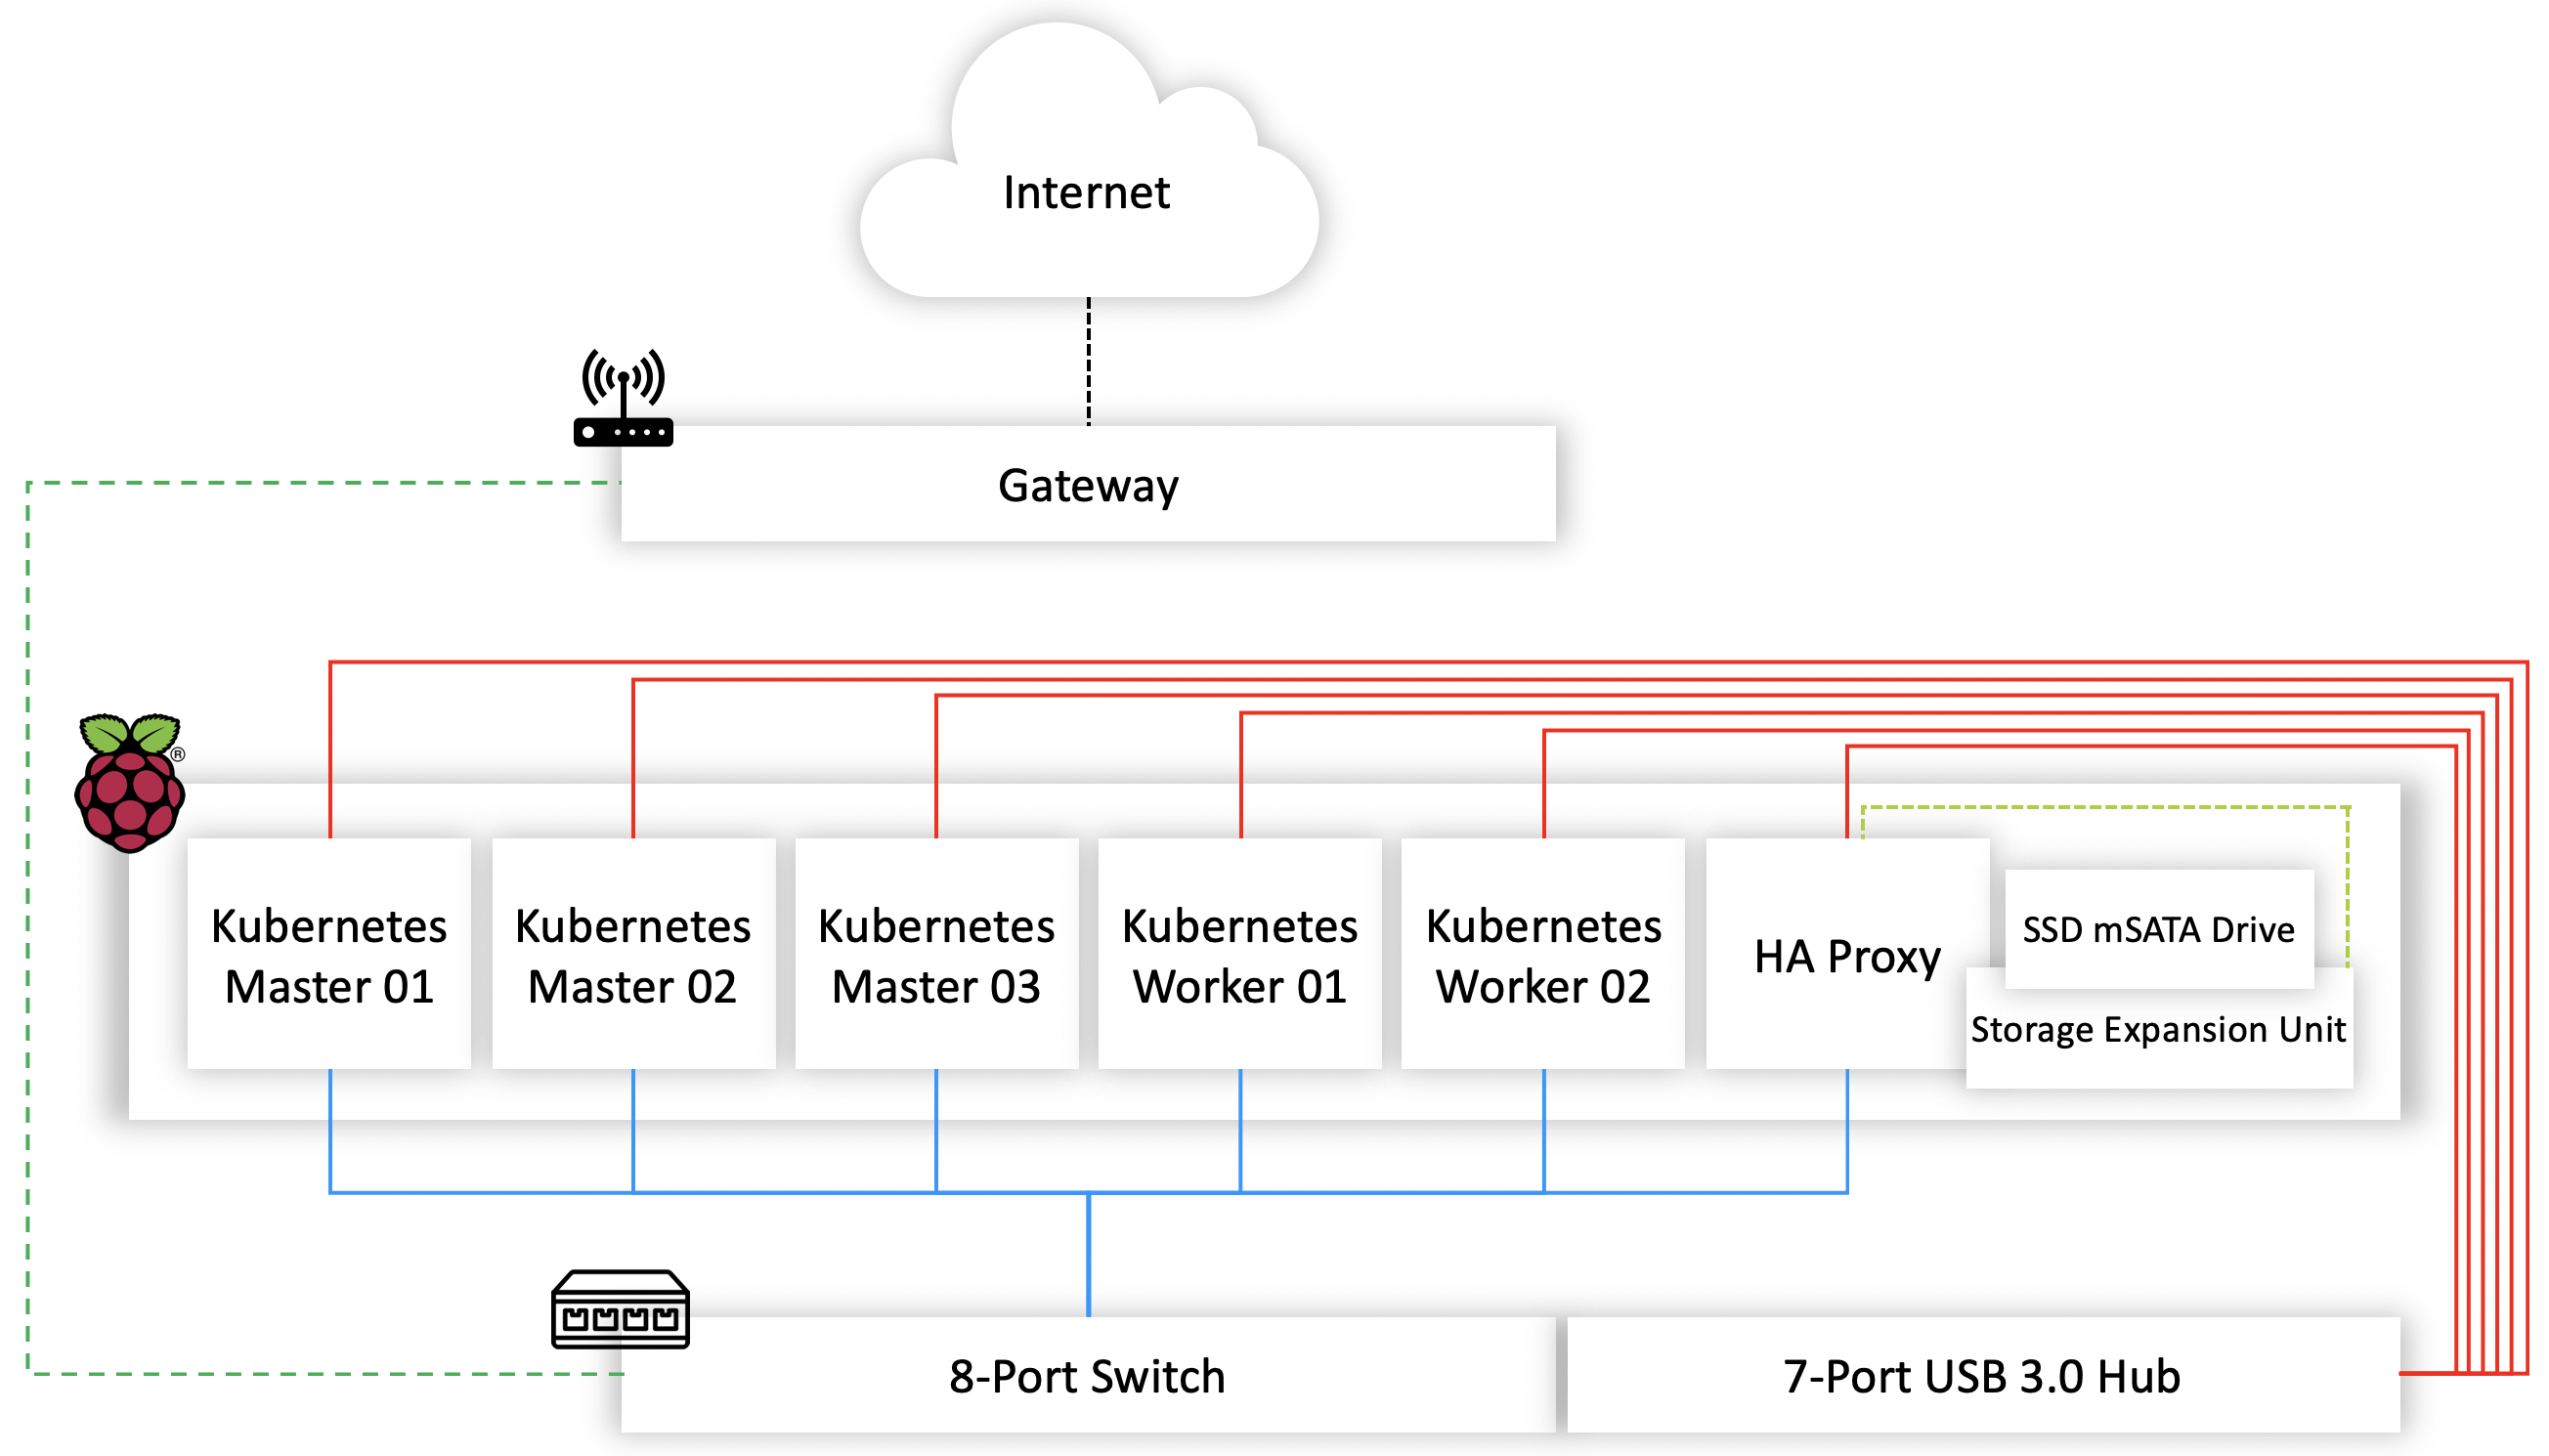 Internet
Gateway
®
Kubernetes
Master 01
Kubernetes
Master 02
Kubernetes
Master 03
Kubernetes
Worker 01
Kubernetes
Worker 02
HA Proxy
SSD mSATA Drive
Storage Expansion Unit
8-Port Switch
7-Port USB 3.0 Hub